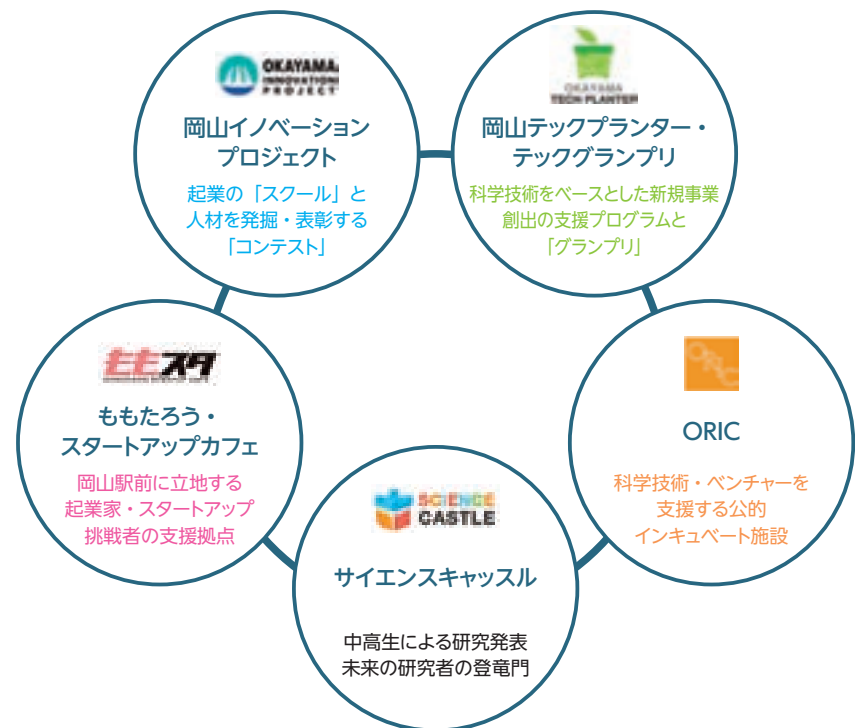 OKAYAMA
INNOVATION
PROJECT
岡山イノベーション
プロジェクト
起業の「スクール」と
人材を発掘・表彰する
「コンテスト」
OKAYAMA
TECH PLANTER
岡山テックプランター・
テックグランプリ
科学技術をベースとした新規事業
創出の支援プログラムと
「グランプリ」
ももスタ
ももたろう・
スタートアップカフェ
岡山駅前に立地する
起業家・スタートアップ
挑戦者の支援拠点
ORIC
ORIC
科学技術・ベンチャーを
支援する公的
インキュベート施設
SCIENCE
CASTLE
サイエンスキャッスル
中高生による研究発表
未来の研究者の登竜門